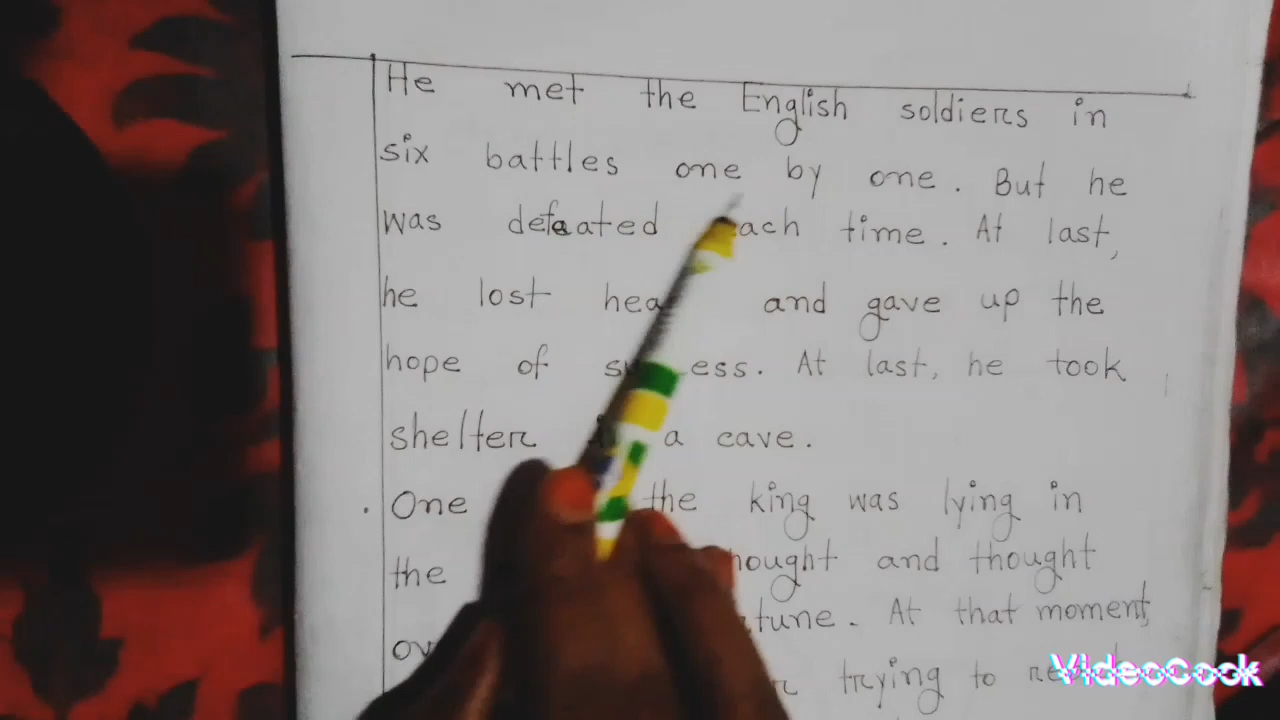 He met the English soldiers in
six battles one by one. But he
was defeated each time. At last,
he lost and gave up the
hope of success. At last, he took
shelter a cave.
One the king was lying in
the thought and thought
At that moment,
trying to
VideoCook